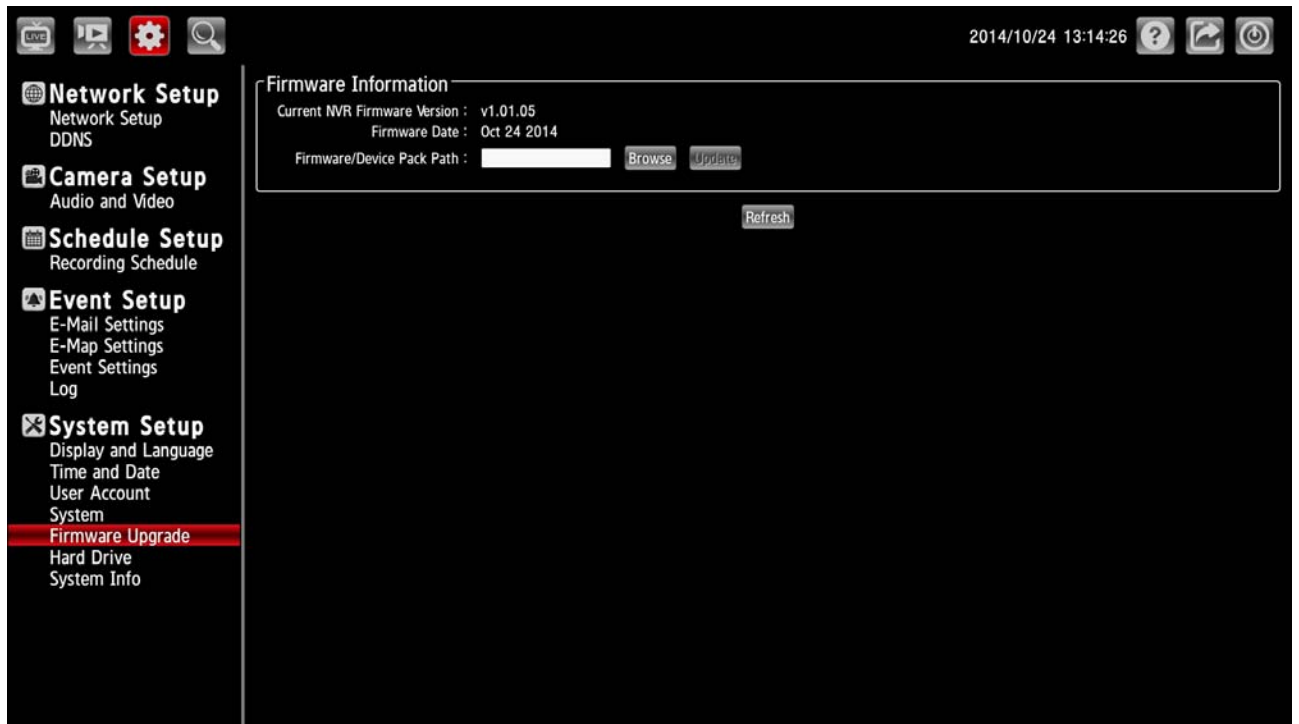 LIVE
2014/10/24 13:14:26
?
Network Setup
Network Setup
DDNS
Camera Setup
Audio and Video
Schedule Setup
Recording Schedule
Event Setup
E-Mail Settings
E-Map Settings
Event Settings
Log
System Setup
Display and Language
Time and Date
User Account
System
Firmware Upgrade
Hard Drive
System Info
Firmware Information
Current NVR Firmware Version : v1.01.05
Firmware Date : Oct 24 2014
Firmware/Device Pack Path : Browse Update
Refresh